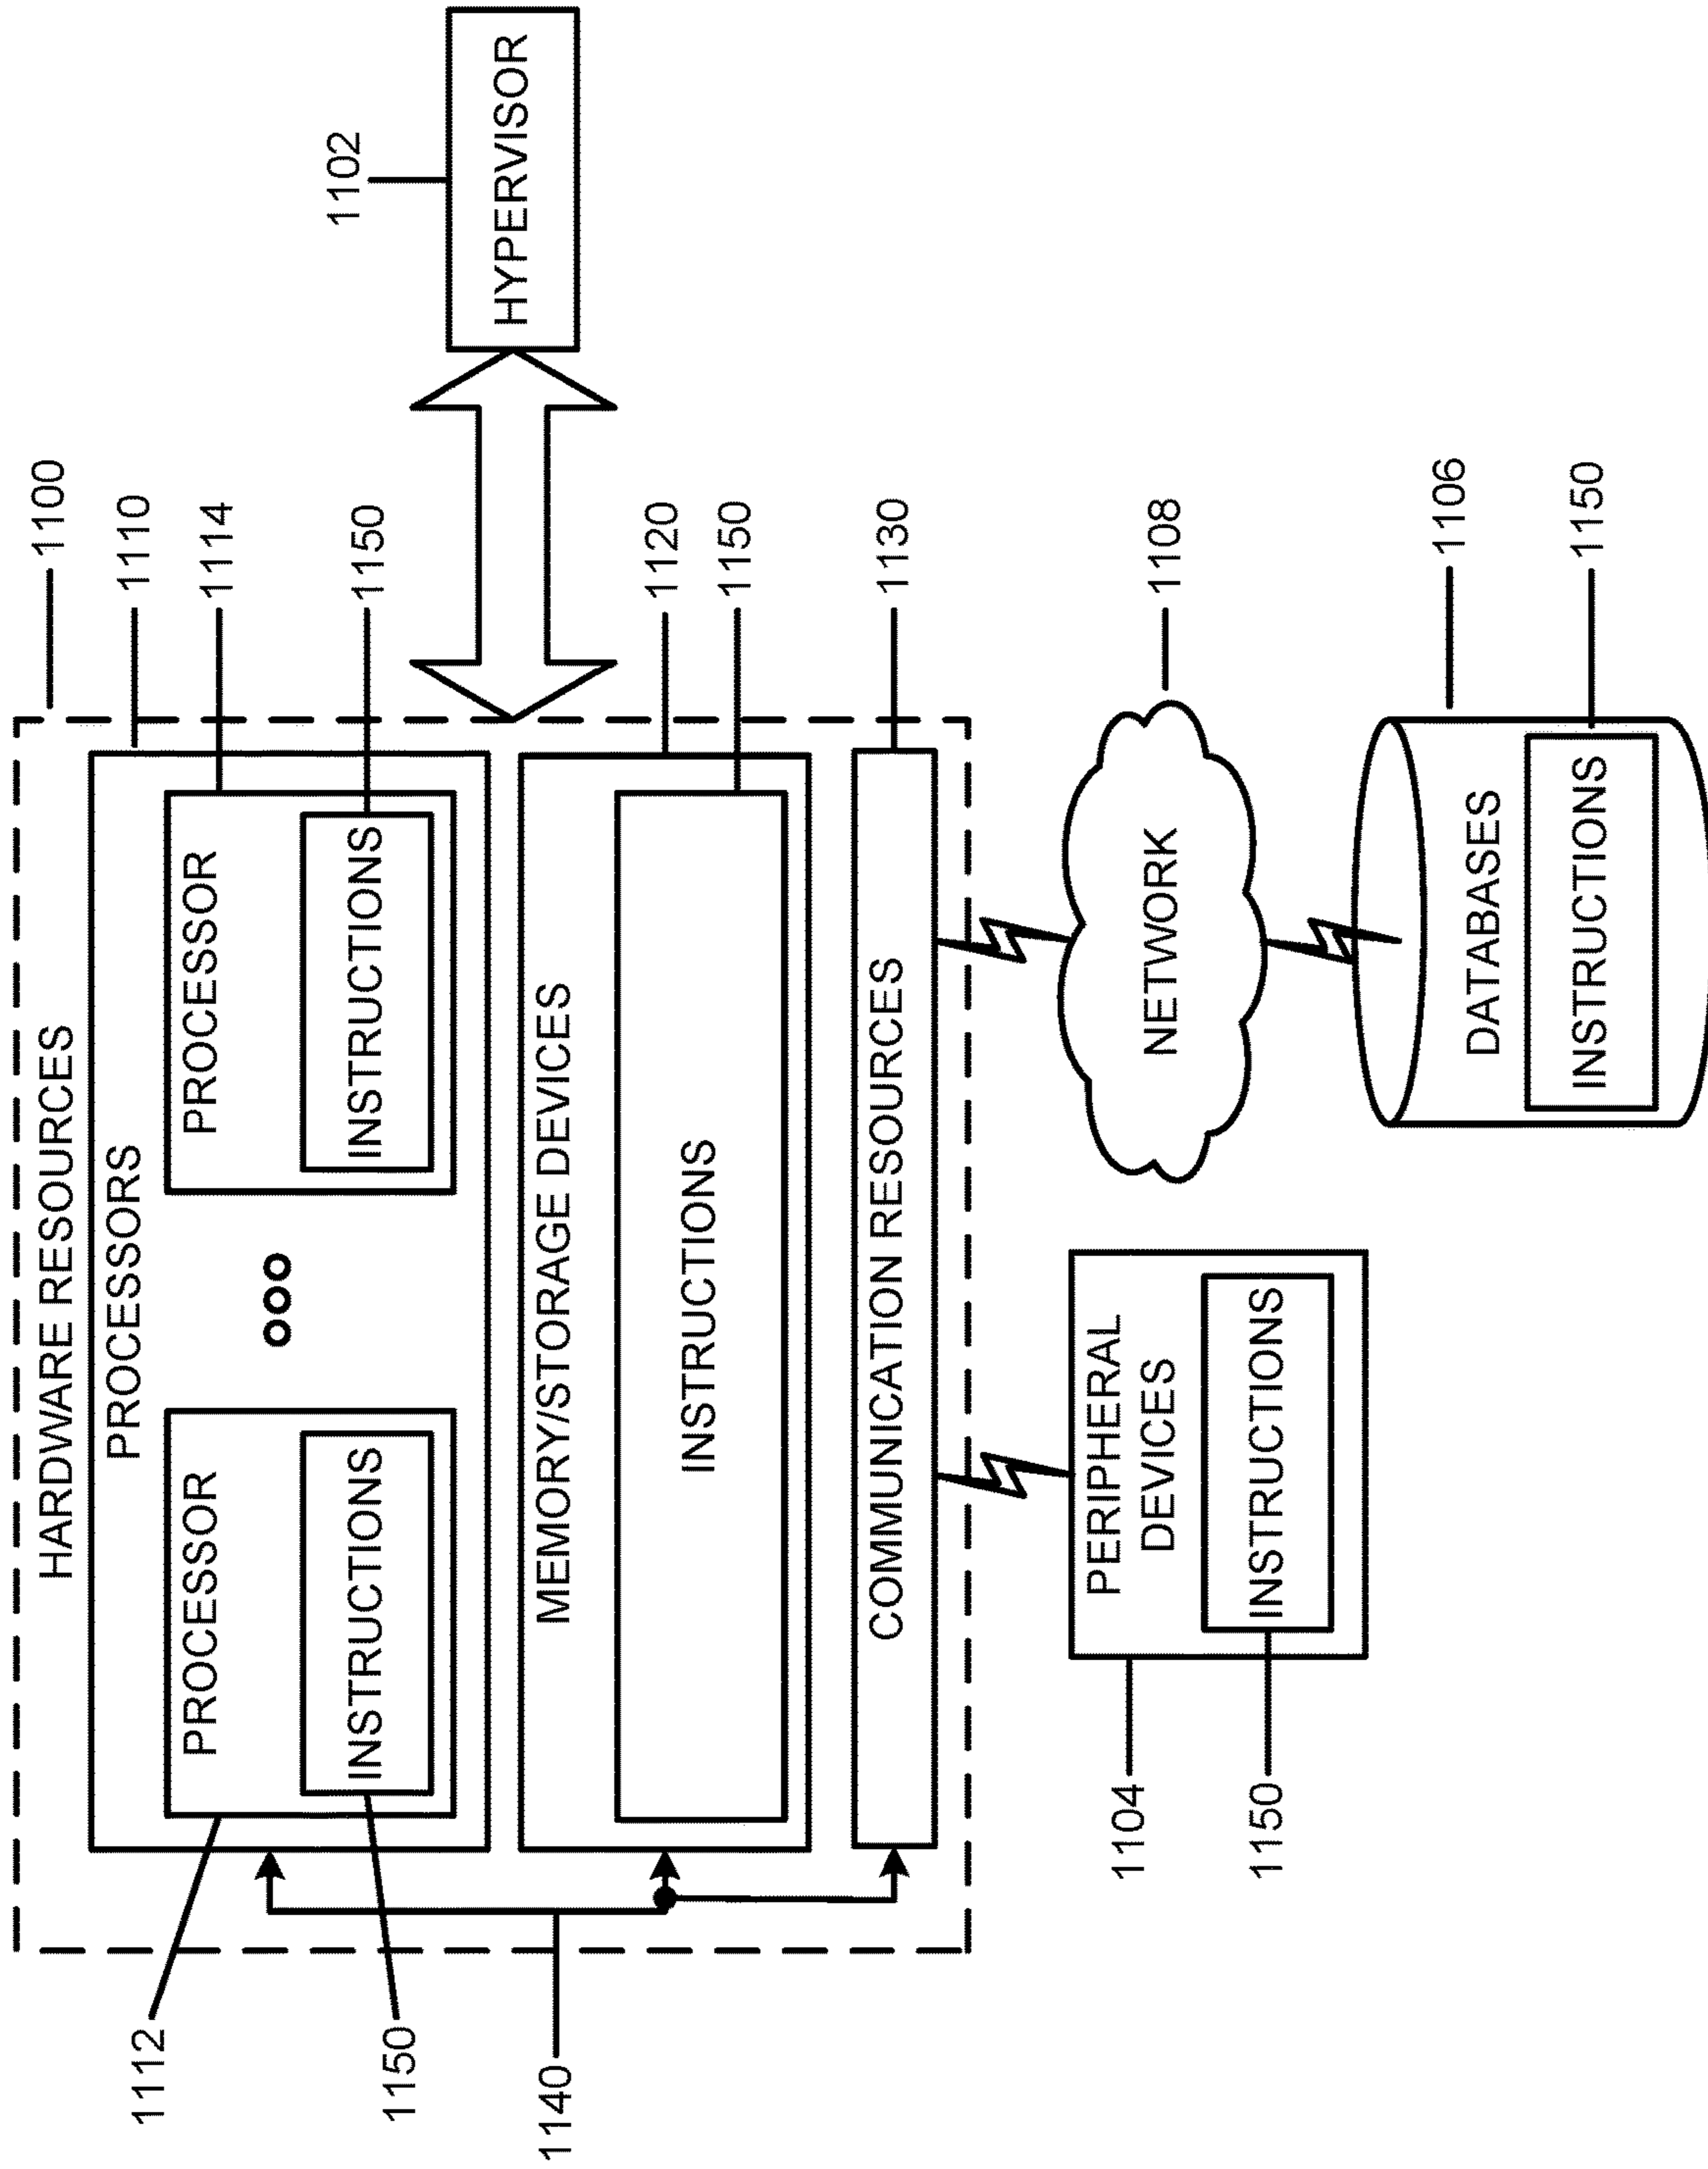 HARDWARE RESOURCES
1100
PROCESSORS
1110
PROCESSOR
PROCESSOR
1114
1112
INSTRUCTIONS
INSTRUCTIONS
1150
1150
1102
HYPERVISOR
MEMORY/STORAGE DEVICES
1120
INSTRUCTIONS
1150
1140
COMMUNICATION RESOURCES
1130
PERIPHERAL
DEVICES
1104
INSTRUCTIONS
1150
NETWORK
1108
DATABASES
1106
INSTRUCTIONS
1150